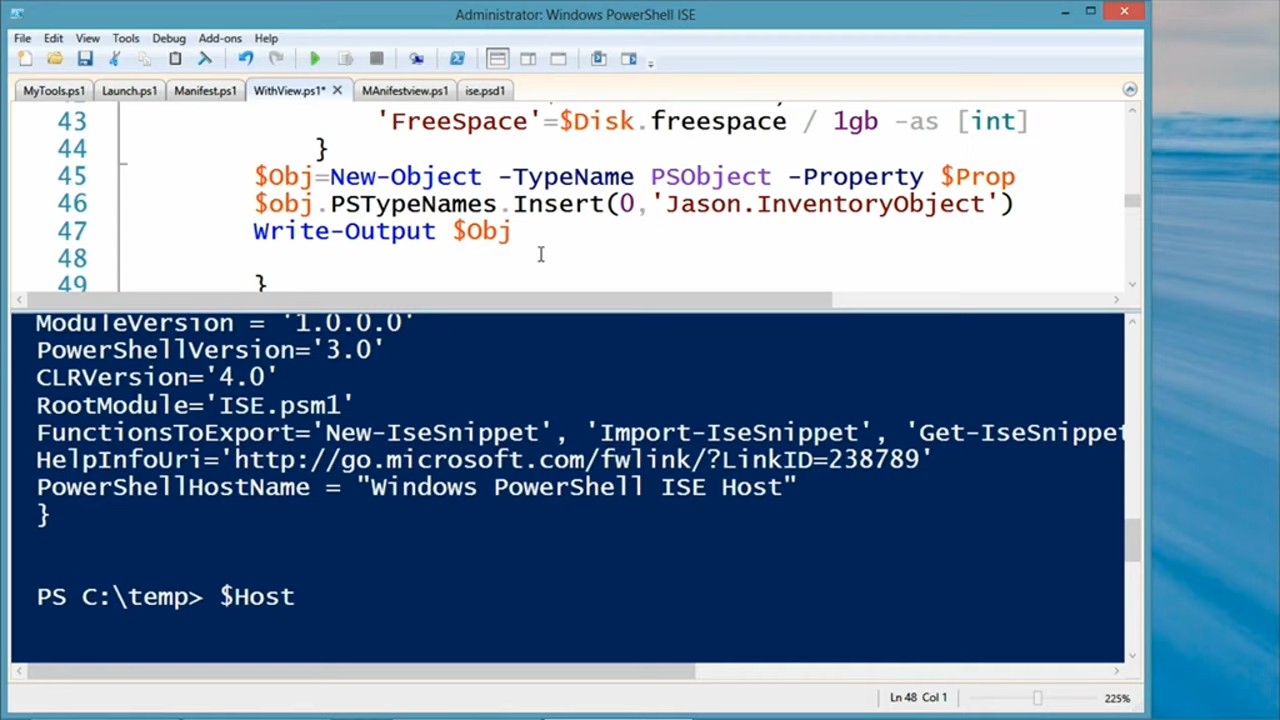 Administrator: Windows PowerShell ISE
File Edit View Tools Debug Add-ons Help
MyTools.ps1 Launch.ps1 Manifest.ps1 WithView.ps1* MAnifestview.ps1 ise.psd1
43 'FreeSpace'=$Disk.freespace / 1gb -as [int]
44 }
45 $Obj=New-Object -TypeName PSObject -Property $Prop
46 $obj.PSTypeNames.Insert(0,'Jason.InventoryObject')
47 Write-Output $Obj
48
49 }
ModuleVersion = '1.0.0.0'
PowerShellVersion='3.0'
CLRVersion='4.0'
RootModule='ISE.psm1'
FunctionsToExport='New-IseSnippet', 'Import-IseSnippet', 'Get-IseSnippet
HelpInfoUri='http://go.microsoft.com/fwlink/?LinkID=238789'
PowerShellHostName = "Windows PowerShell ISE Host"
}
PS C:\temp> $Host
Ln 48 Col 1 225%